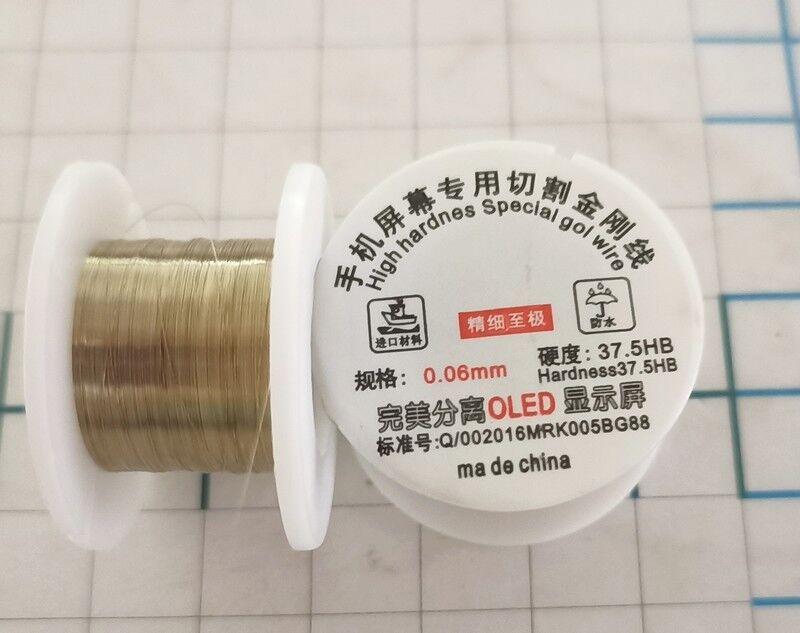 手机屏幕专用切割金刚线
High hardnes Special gol wire
进口材料
精细至极
防水
规格: 0.06mm
硬度: 37.5HB
Hardness37.5HB
完美分离OLED 显示屏
标准号:Q/002016MRK005BG88
ma de china